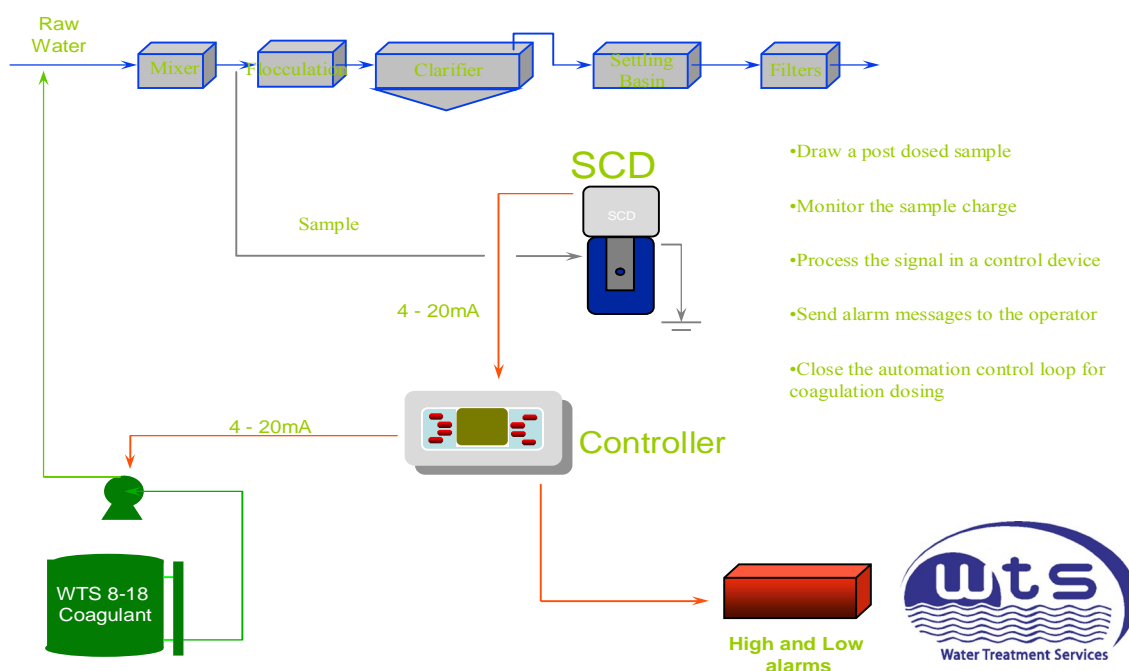 Raw
Water
Mixer
Flocculation
Clarifier
Settling
Basin
Filters
•Draw a post dosed sample
SCD
SCD
•Monitor the sample charge
Sample
•Process the signal in a control device
4 - 20mA
•Send alarm messages to the operator
•Close the automation control loop for
coagulation dosing
4 - 20mA
Controller
WTS 8-18
Coagulant
High and Low
alarms
wts
Water Treatment Services